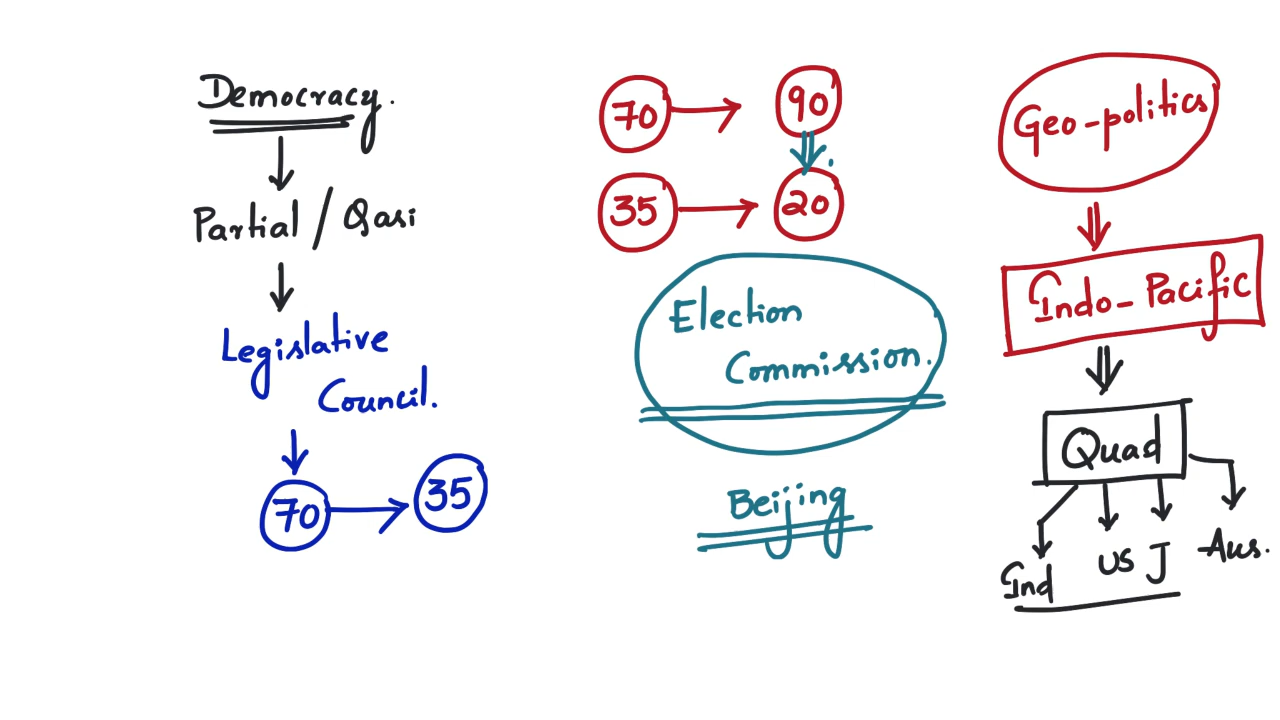 Democracy.
Partial / Qasi
Legislative
Council.
70 → 35
70 → 90
35 → 20
Election
Commission.
Beijing
Geo-politics
Indo-Pacific
Quad
Ind US J Aus.